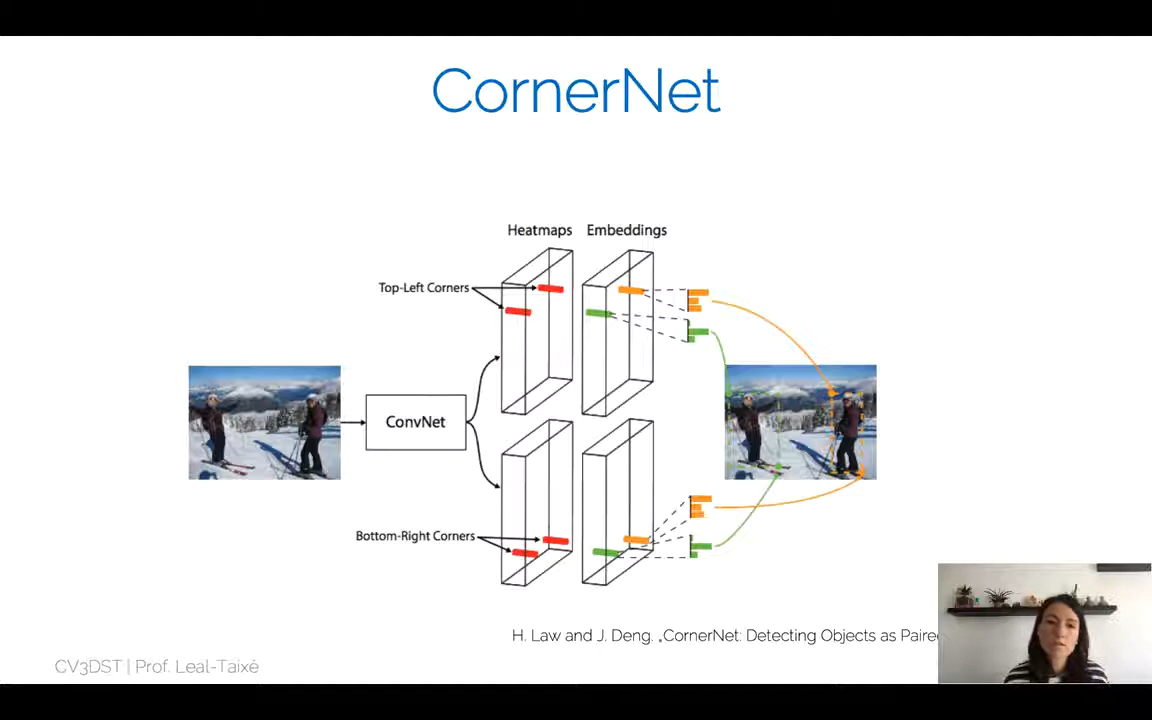 CornerNet
Heatmaps Embeddings
Top-Left Corners
ConvNet
Bottom-Right Corners
H. Law and J. Deng. „CornerNet: Detecting Objects as Paired
CV3DST | Prof. Leal-Taixé